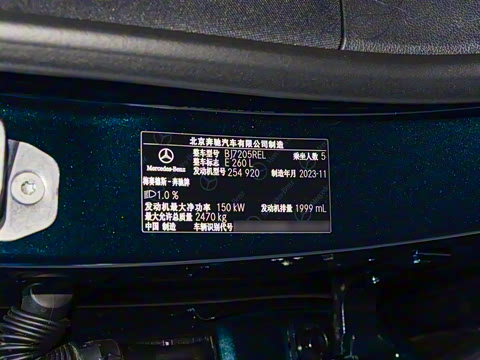 北京奔驰汽车有限公司制造
整车型号 BJ7205REL 乘坐人数 5
整车标志 E 260 L
发动机型号 254 920 制造年月 2023-11
Mercedes-Benz
梅赛德斯-奔驰牌
1.0 %
发动机最大净功率 150 kW 发动机排量 1999 mL
最大允许总质量 2470 kg
中国 制造 车辆识别代号